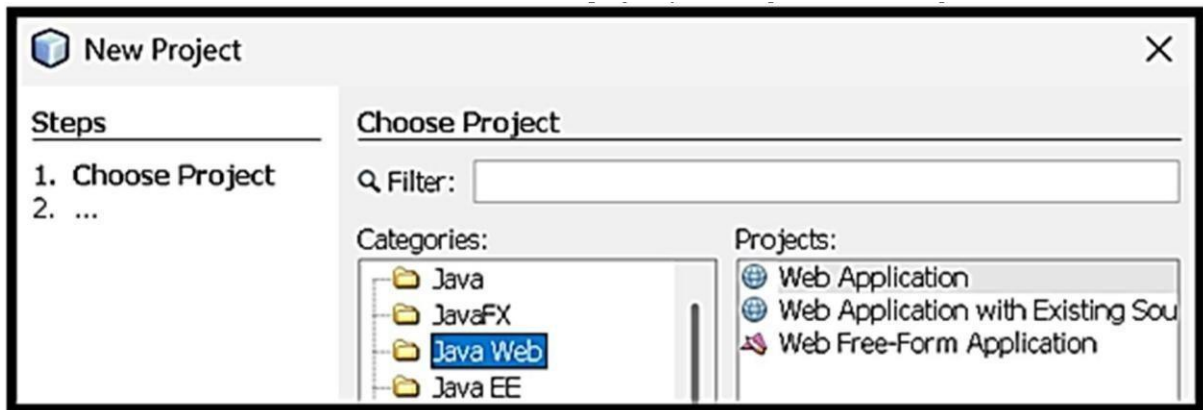 New Project
Steps
Choose Project
1. Choose Project
2. ...
Filter:
Categories:
Projects:
Java
JavaFX
Java Web
Java EE
Web Application
Web Application with Existing Sou
Web Free-Form Application